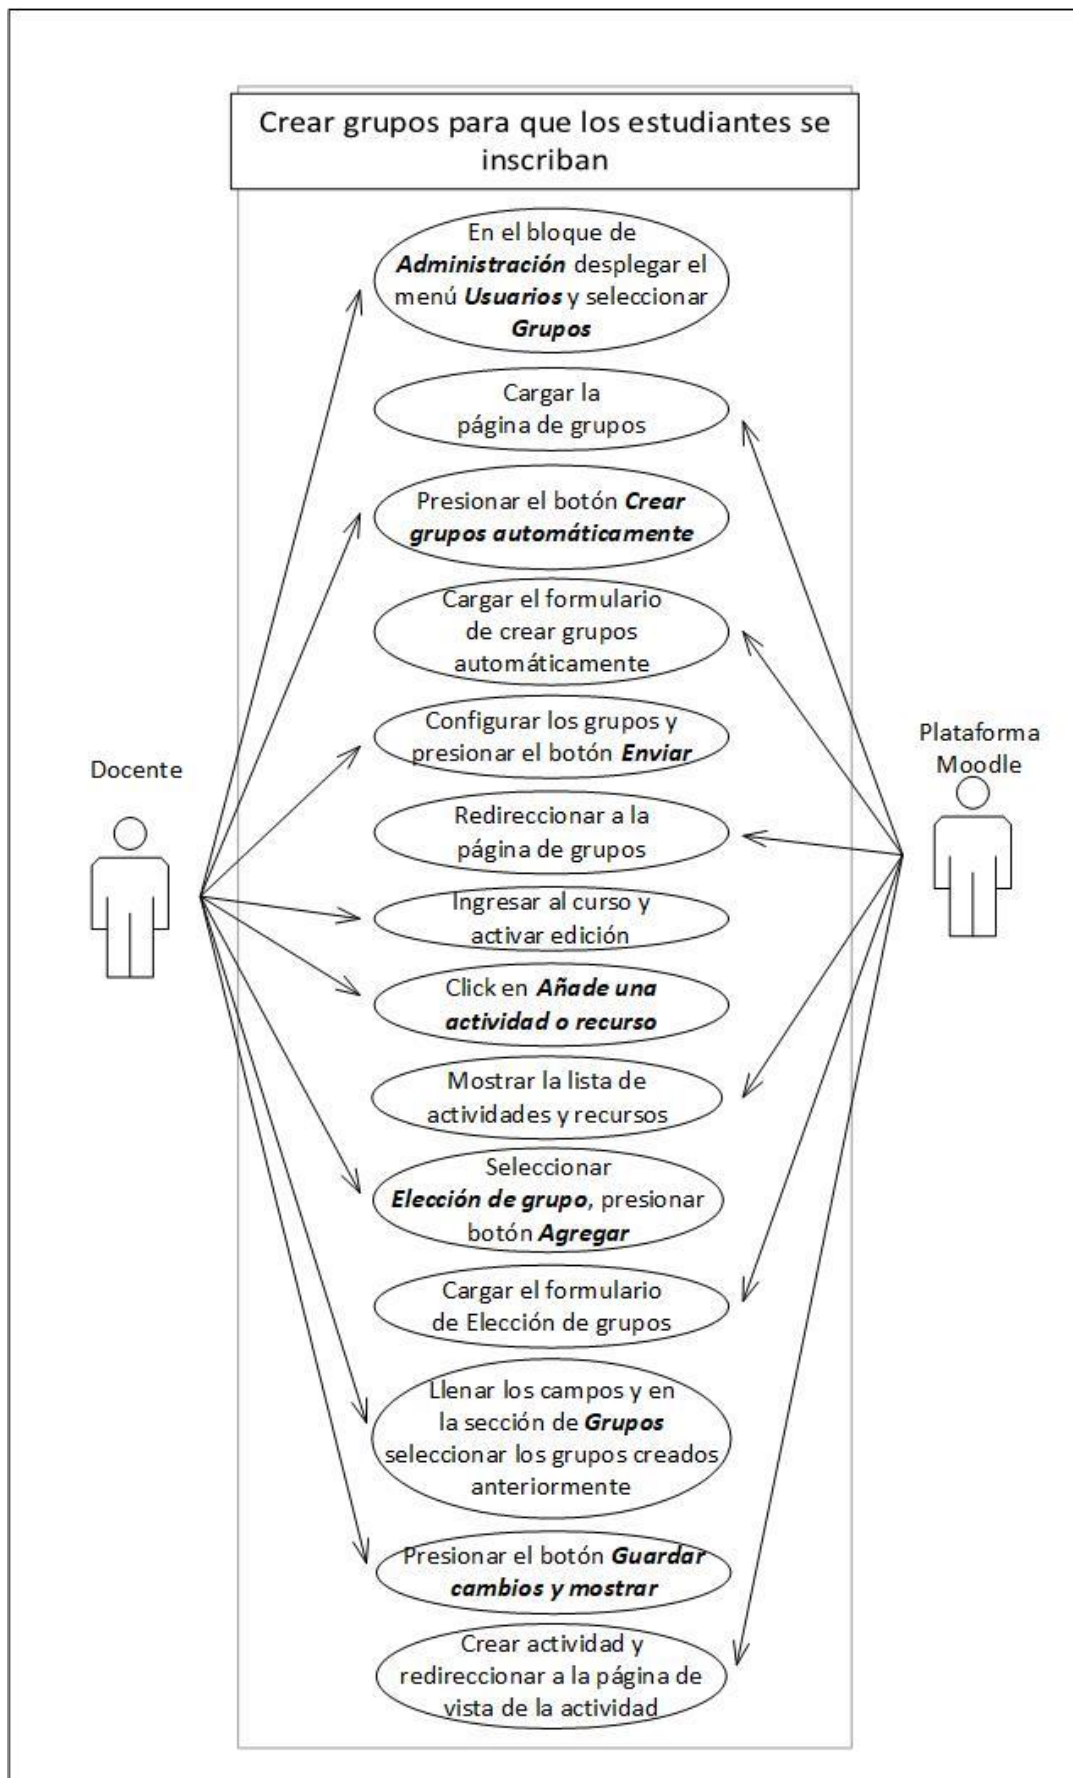 Crear grupos para que los estudiantes se
inscriban
En el bloque de
Administración desplegar el
menú Usuarios y seleccionar
Grupos
Cargar la
página de grupos
Presionar el botón Crear
grupos automáticamente
Cargar el formulario
de crear grupos
automáticamente
Configurar los grupos y
presionar el botón Enviar
Plataforma
Moodle
Docente
Redireccionar a la
página de grupos
Ingresar al curso y
activar edición
Click en Añade una
actividad o recurso
Mostrar la lista de
actividades y recursos
Seleccionar
Elección de grupo, presionar
botón Agregar
Cargar el formulario
de Elección de grupos
Llenar los campos y en
la sección de Grupos
seleccionar los grupos creados
anteriormente
Presionar el botón Guardar
cambios y mostrar
Crear actividad y
redireccionar a la página de
vista de la actividad